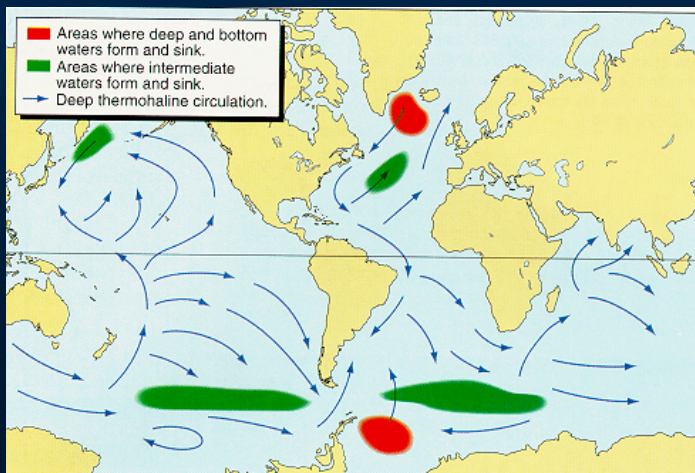 Areas where deep and bottom
waters form and sink.
Areas where intermediate
waters form and sink.
Deep thermohaline circulation.